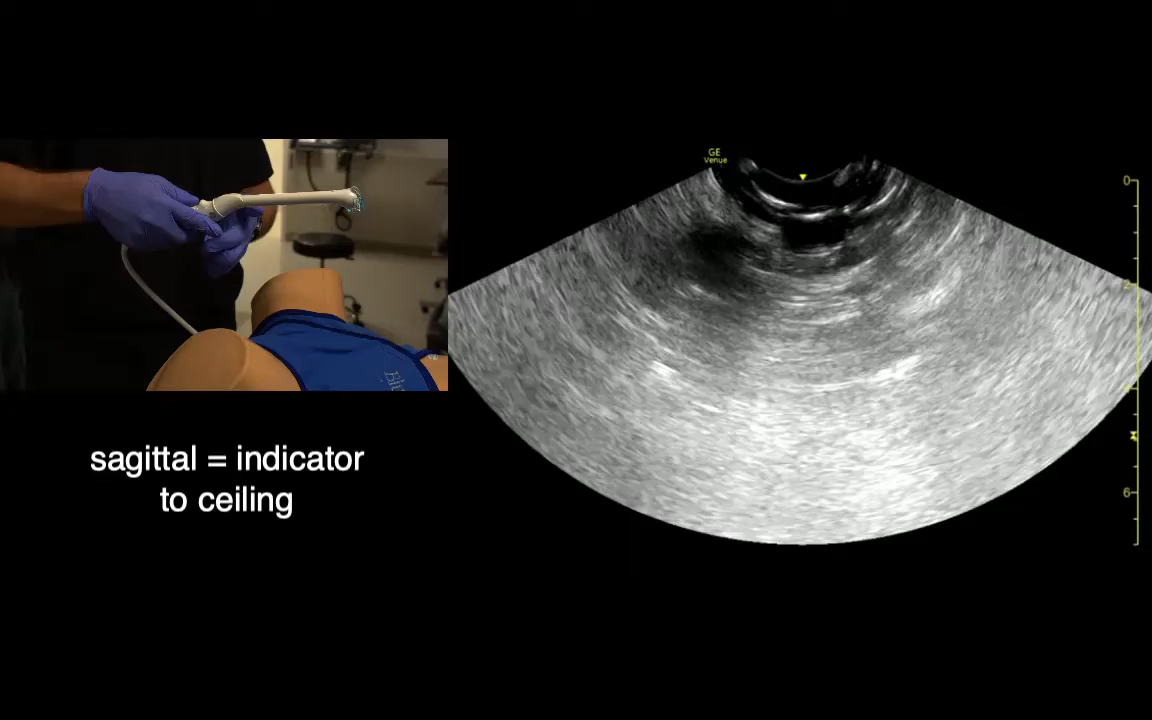 GE
Venue
0
2
4
6
sagittal = indicator
to ceiling